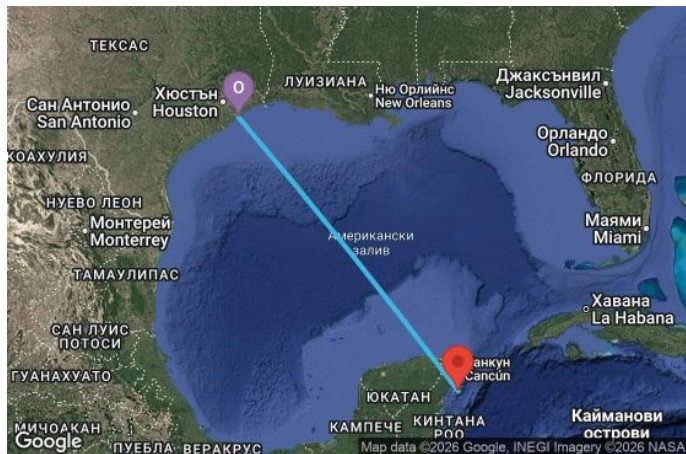 ТЕКСАС
ЛУИЗИАНА
Хюстън
Houston
O
Ню Орлийнс
New Orleans
Джаксънвил
Jacksonville
Сан Антонио
San Antonio
Орландо
Orlando
КОАХУИЛА
ФЛОРИДА
НУЕВО ЛЕОН
Монтерей
Monterrey
Маями
Miami
Американски
залив
ТАМАУЛИПАС
Хавана
La Habana
САН ЛУИС
ПОТОСИ
анкун
Cancún
ГУАНАХУАТО
ЮКАТАН
КАМПЕЧЕ
КИНТАНА
РОО
Кайманови
острови
МИЧОАКАН
ПУЕБЛА
ВЕРАКРУС
Google
Map data ©2026 Google, INEGI Imagery ©2026 NASA